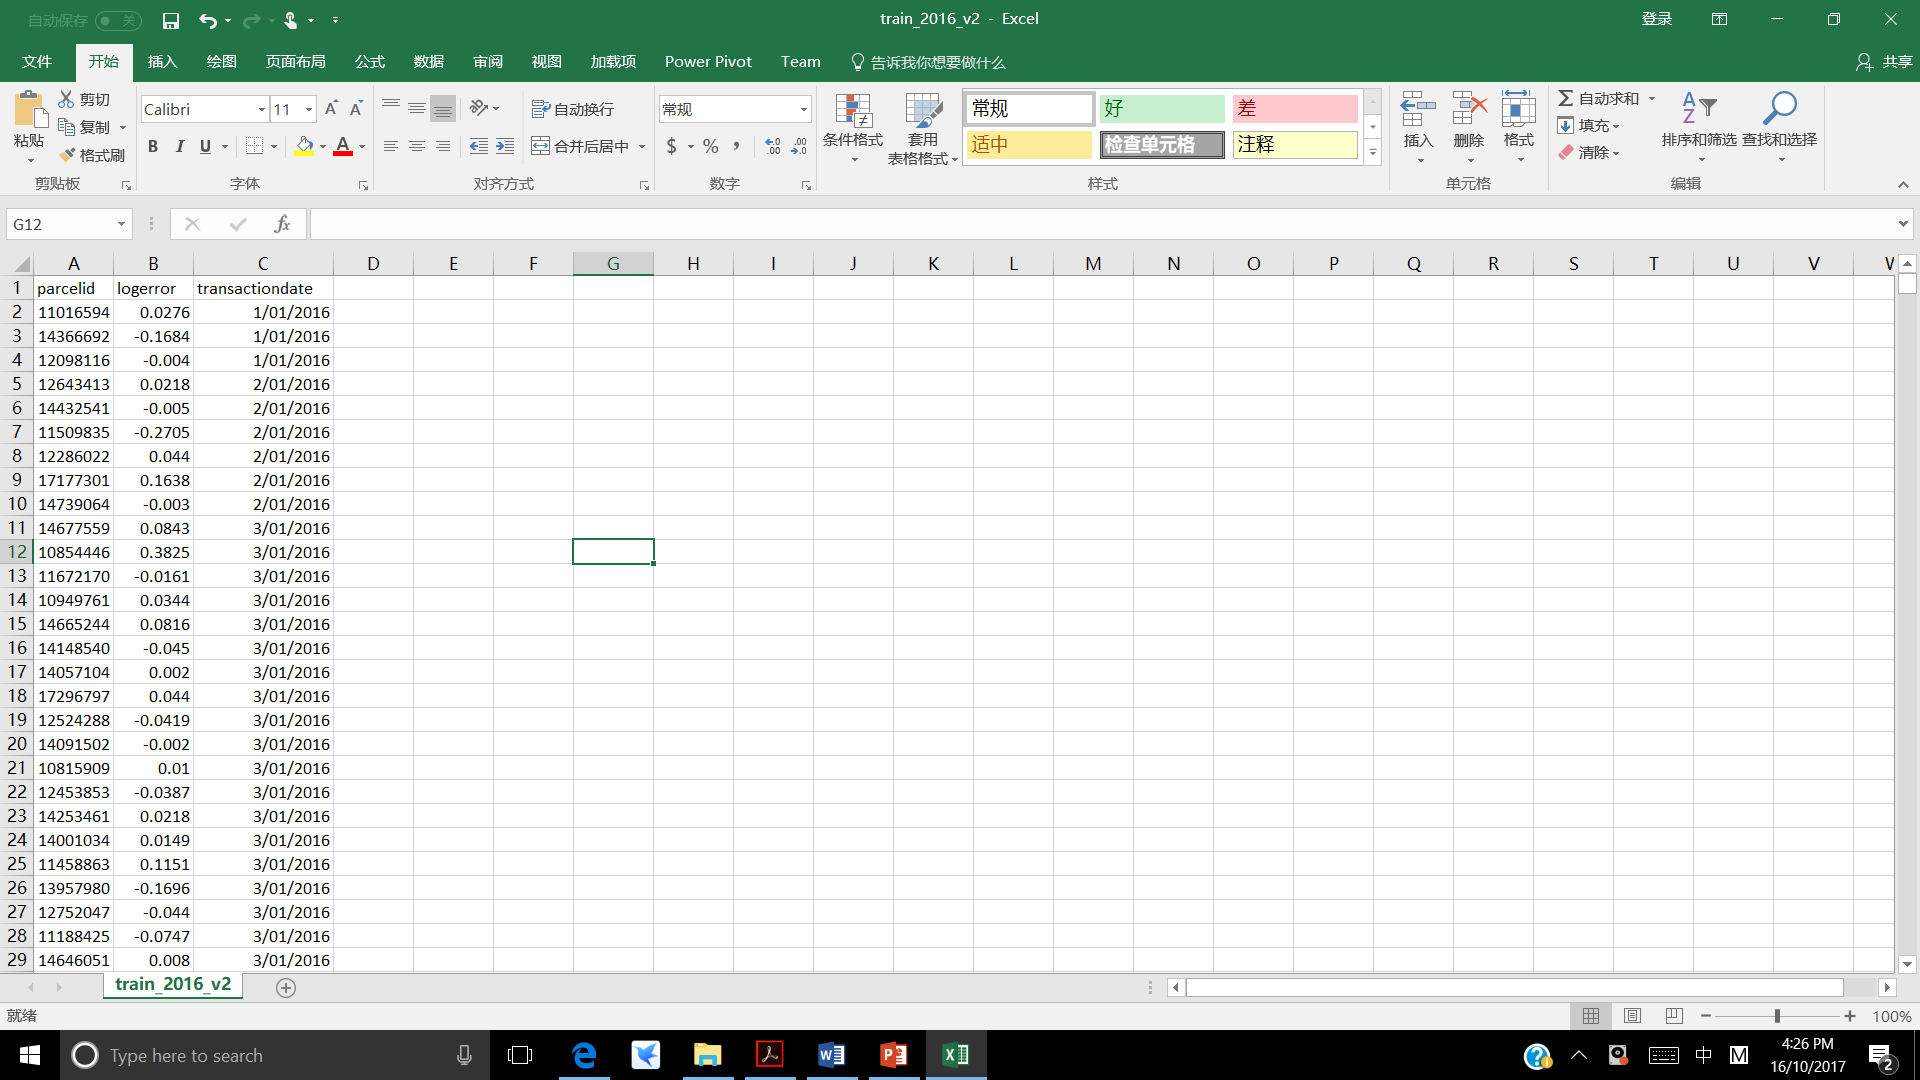 自动保存 关
train_2016_v2 - Excel
登录
文件 开始 插入 绘图 页面布局 公式 数据 审阅 视图 加载项 Power Pivot Team 告诉我你想要做什么 共享
粘贴 剪切 复制 格式刷
剪贴板
Calibri 11
B I U A
字体
自动换行
合并后居中
对齐方式
常规
$ % ,
数字
条件格式 套用
表格格式
常规 好 差
适中 检查单元格 注释
样式
插入 删除 格式
单元格
自动求和
填充
清除
排序和筛选 查找和选择
编辑
G12 fx
A B C D E F G H I J K L M N O P Q R S T U V W
1 parcelid logerror transactiondate
2 11016594 0.0276 1/01/2016
3 14366692 -0.1684 1/01/2016
4 12098116 -0.004 1/01/2016
5 12643413 0.0218 2/01/2016
6 14432541 -0.005 2/01/2016
7 11509835 -0.2705 2/01/2016
8 12286022 0.044 2/01/2016
9 17177301 0.1638 2/01/2016
10 14739064 -0.003 2/01/2016
11 14677559 0.0843 3/01/2016
12 10854446 0.3825 3/01/2016
13 11672170 -0.0161 3/01/2016
14 10949761 0.0344 3/01/2016
15 14665244 0.0816 3/01/2016
16 14148540 -0.045 3/01/2016
17 14057104 0.002 3/01/2016
18 17296797 0.044 3/01/2016
19 12524288 -0.0419 3/01/2016
20 14091502 -0.002 3/01/2016
21 10815909 0.01 3/01/2016
22 12453853 -0.0387 3/01/2016
23 14253461 0.0218 3/01/2016
24 14001034 0.0149 3/01/2016
25 11458863 0.1151 3/01/2016
26 13957980 -0.1696 3/01/2016
27 12752047 -0.044 3/01/2016
28 11188425 -0.0747 3/01/2016
29 14646051 0.008 3/01/2016
train_2016_v2
就绪
100%
Type here to search
中 M
4:26 PM
16/10/2017
2